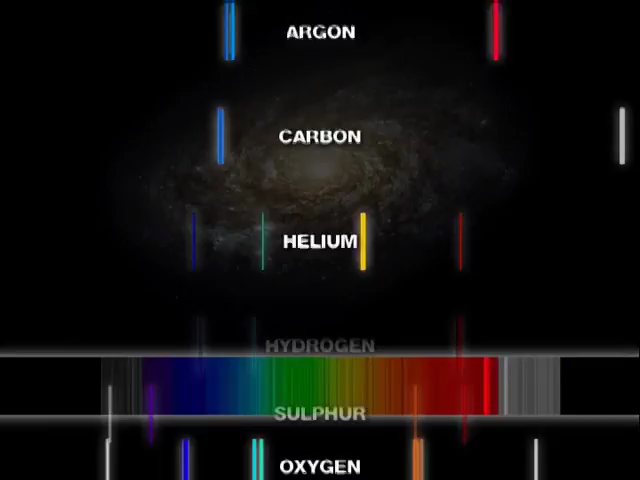 ARGON
CARBON
HELIUM
HYDROGEN
SULPHUR
OXYGEN